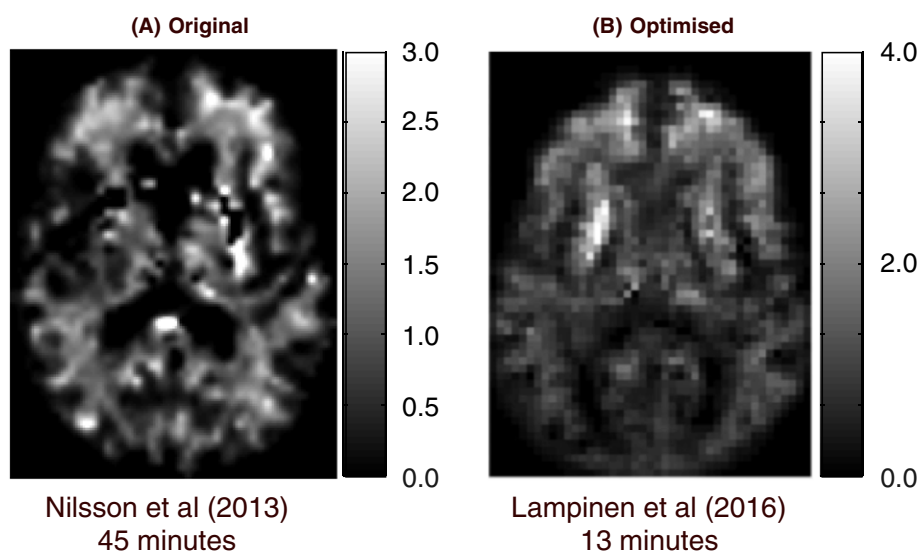 (A) Original
(B) Optimised
3.0
2.5
2.0
1.5
1.0
0.5
0.0
4.0
2.0
0.0
Nilsson et al (2013)
45 minutes
Lampinen et al (2016)
13 minutes